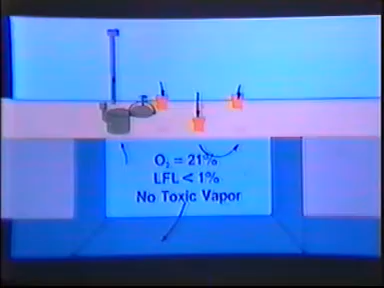 O₂ = 21%
LFL < 1%
No Toxic Vapor